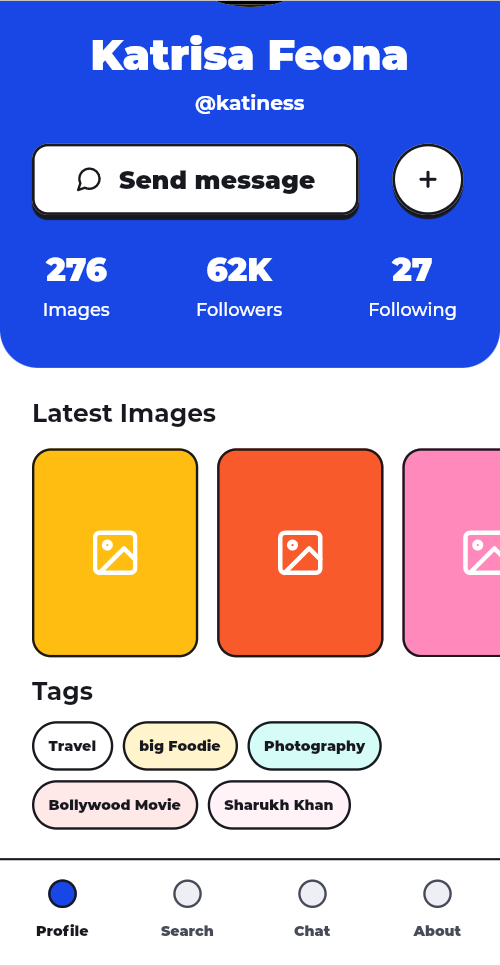 Katrisa Feona
@katiness
Send message
276 62K 27
Images Followers Following
Latest Images
Tags
Travel big Foodie Photography
Bollywood Movie Sharukh Khan
Profile Search Chat About